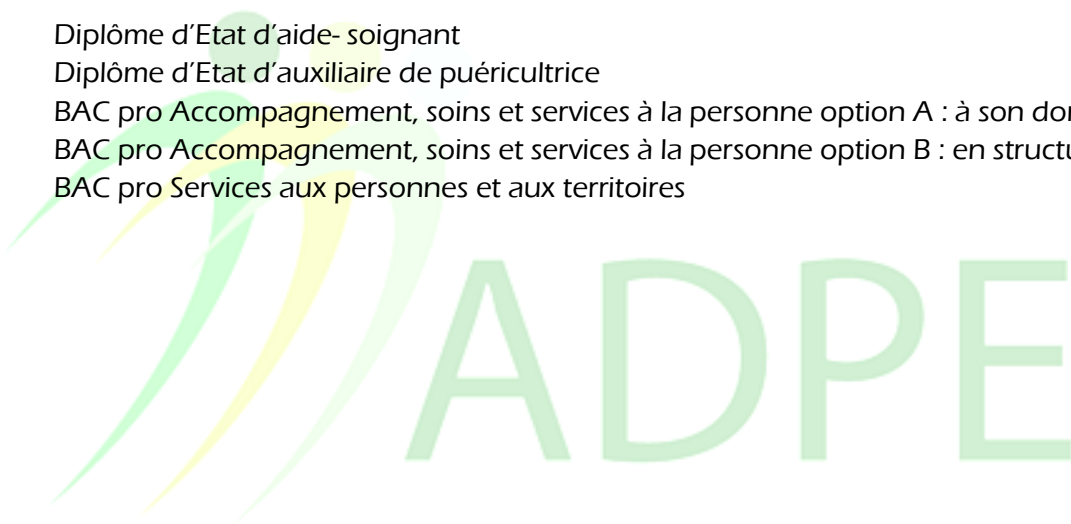 Diplôme d’Etat d’aide- soignant
Diplôme d’Etat d’auxiliaire de puéricultrice
BAC pro Accompagnement, soins et services à la personne option A : à son
BAC pro Accompagnement, soins et services à la personne option B : en
BAC pro Services aux personnes et aux territoires
ADPE